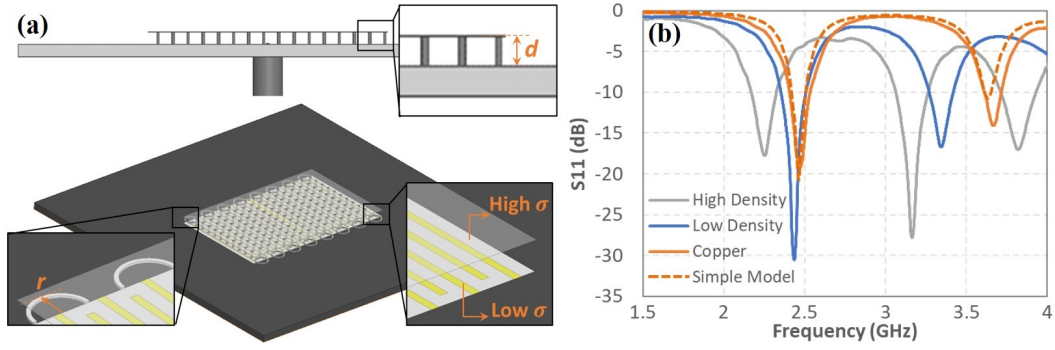 (a)
d
High σ
Low σ
r
(b)
0
-5
-10
-15
-20
-25
-30
-35
S11 (dB)
High Density
Low Density
Copper
Simple Model
1.5 2 2.5 3 3.5 4
Frequency (GHz)